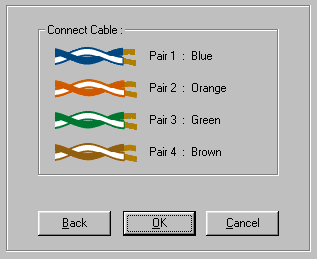 Connect Cable :
Pair 1 : Blue
Pair 2 : Orange
Pair 3 : Green
Pair 4 : Brown
Back OK Cancel